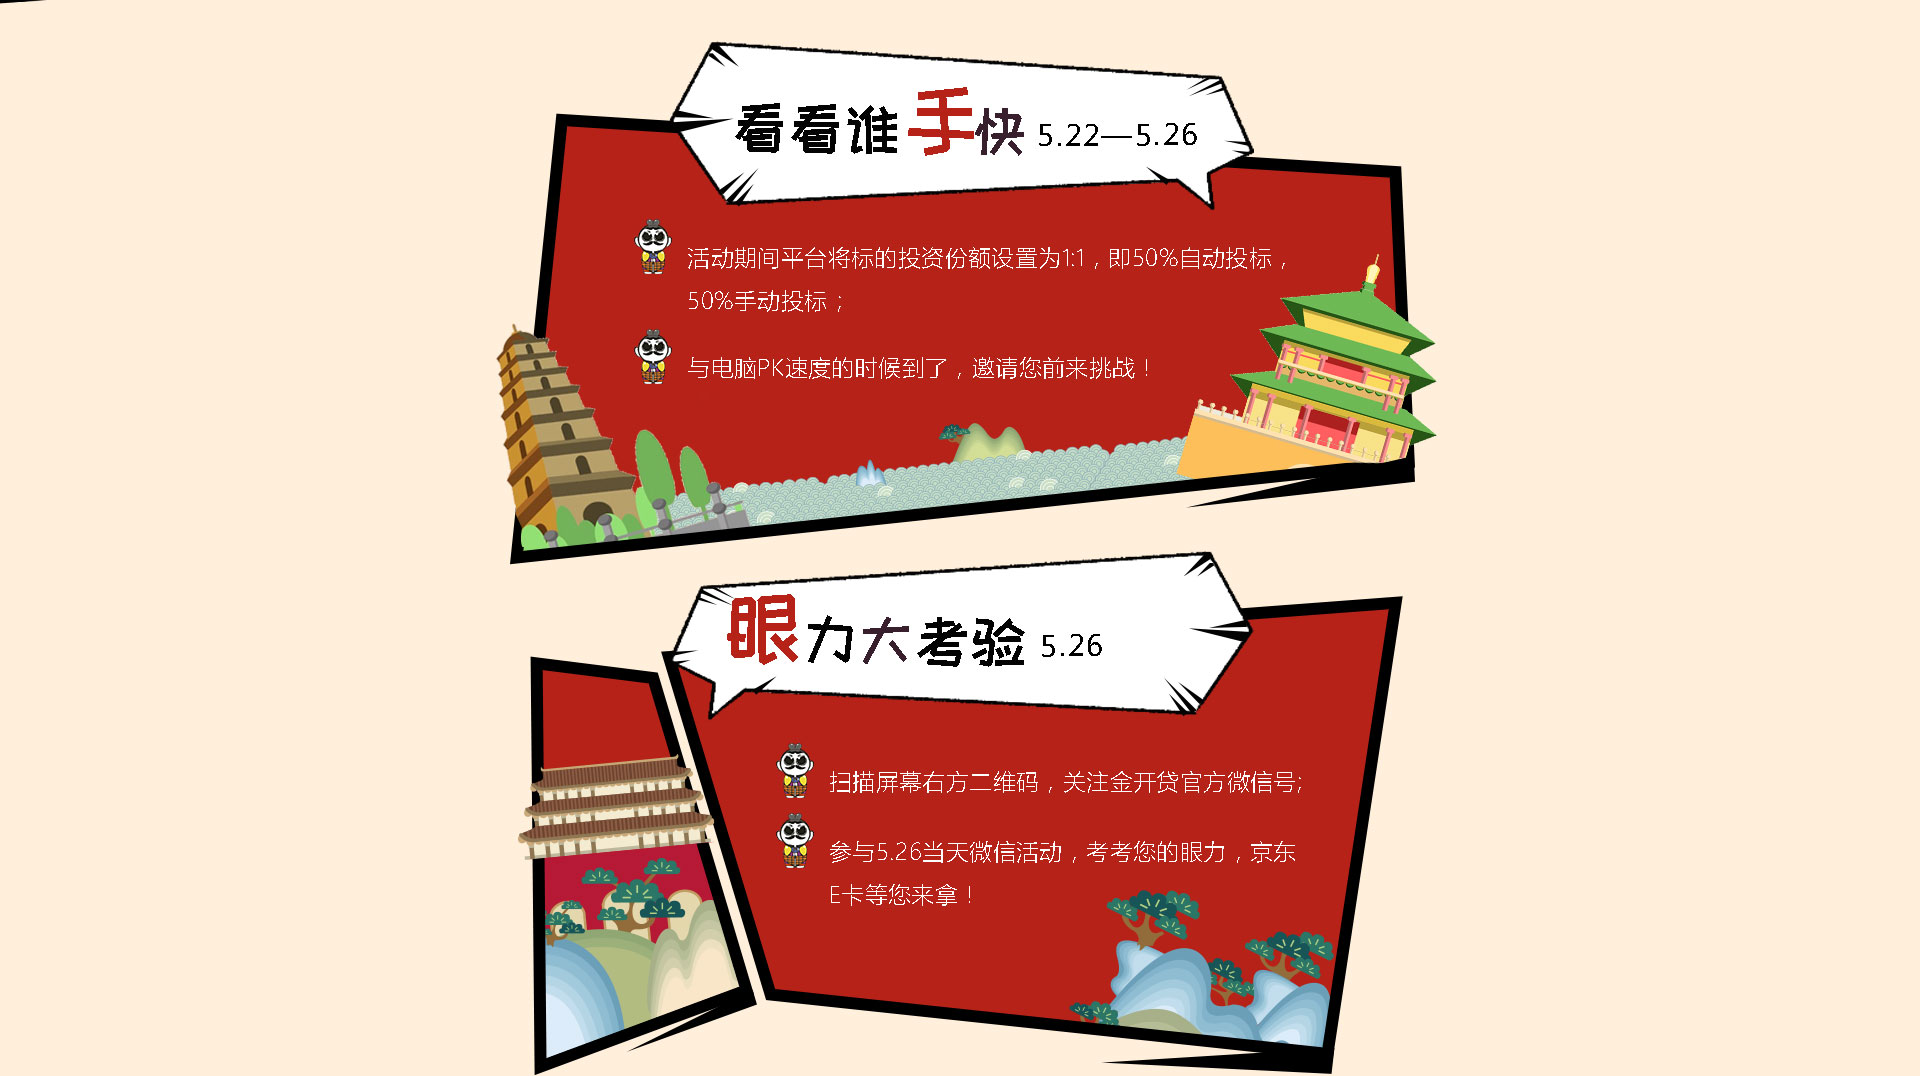 看看谁手快 5.22—5.26
活动期间平台将标的投资份额设置为1:1，即50%自动投标，
50%手动投标；
与电脑PK速度的时候到了，邀请您前来挑战！
眼力大考验 5.26
扫描屏幕右方二维码，关注金开贷官方微信号;
参与5.26当天微信活动，考考您的眼力，京东
E卡等您来拿！